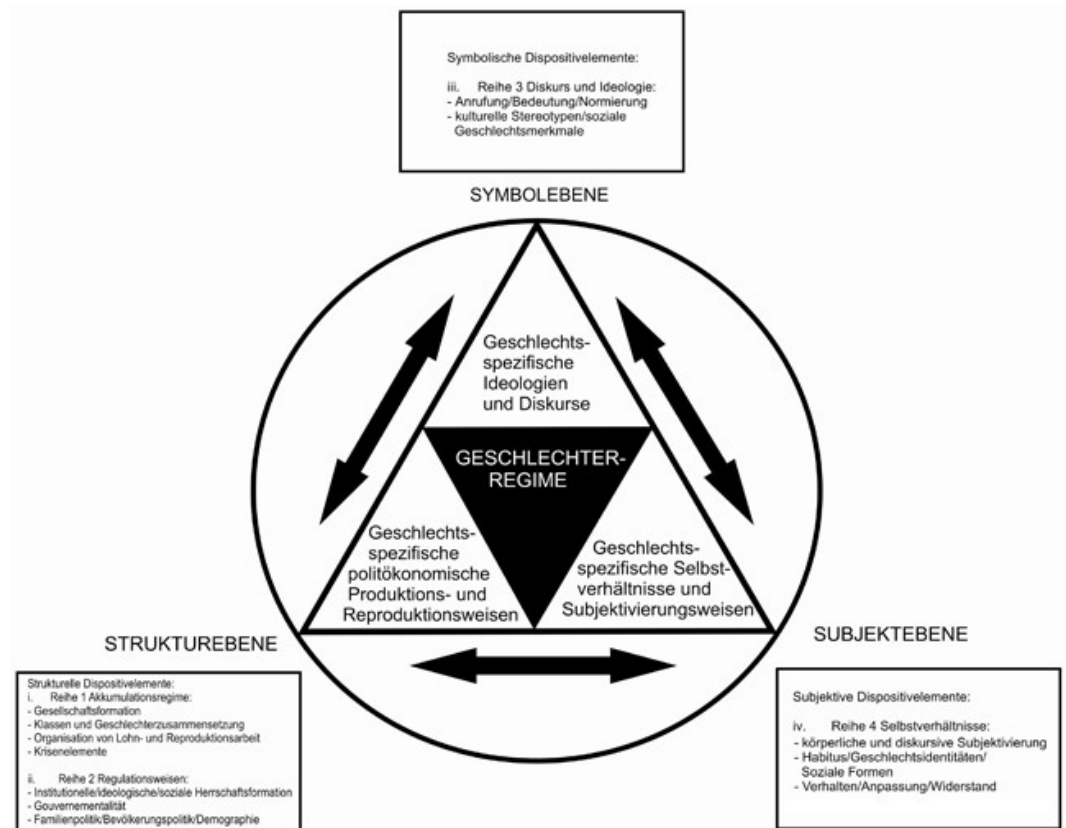 Symbolische Dispositivelemente:
iii. Reihe 3 Diskurs und Ideologie:
- Anrufung/Bedeutung/Normierung
- kulturelle Stereotypen/soziale
Geschlechtsmerkmale
SYMBOLEBENE
Geschlechts-
spezifische
Ideologien
und Diskurse
GESCHLECHTER-
REGIME
Geschlechts-
spezifische
politökonomische
Produktions- und
Reproduktionsweisen
Geschlechts-
spezifische Selbst-
verhältnisse und
Subjektivierungsweisen
STRUKTUREBENE
SUBJEKTEBENE
Strukturelle Dispositivelemente:
i. Reihe 1 Akkumulationsregime:
- Gesellschaftsformation
- Klassen und Geschlechterzusammensetzung
- Organisation von Lohn- und Reproduktionsarbeit
- Krisenelemente
ii. Reihe 2 Regulationsweisen:
- Institutionelle/ideologische/soziale Herrschaftsformation
- Gouvernementalität
- Familienpolitik/Bevölkerungspolitik/Demographie
Subjektive Dispositivelemente:
iv. Reihe 4 Selbstverhältnisse:
- körperliche und diskursive Subjektivierung
- Habitus/Geschlechtsidentitäten/
Soziale Formen
- Verhalten/Anpassung/Widerstand